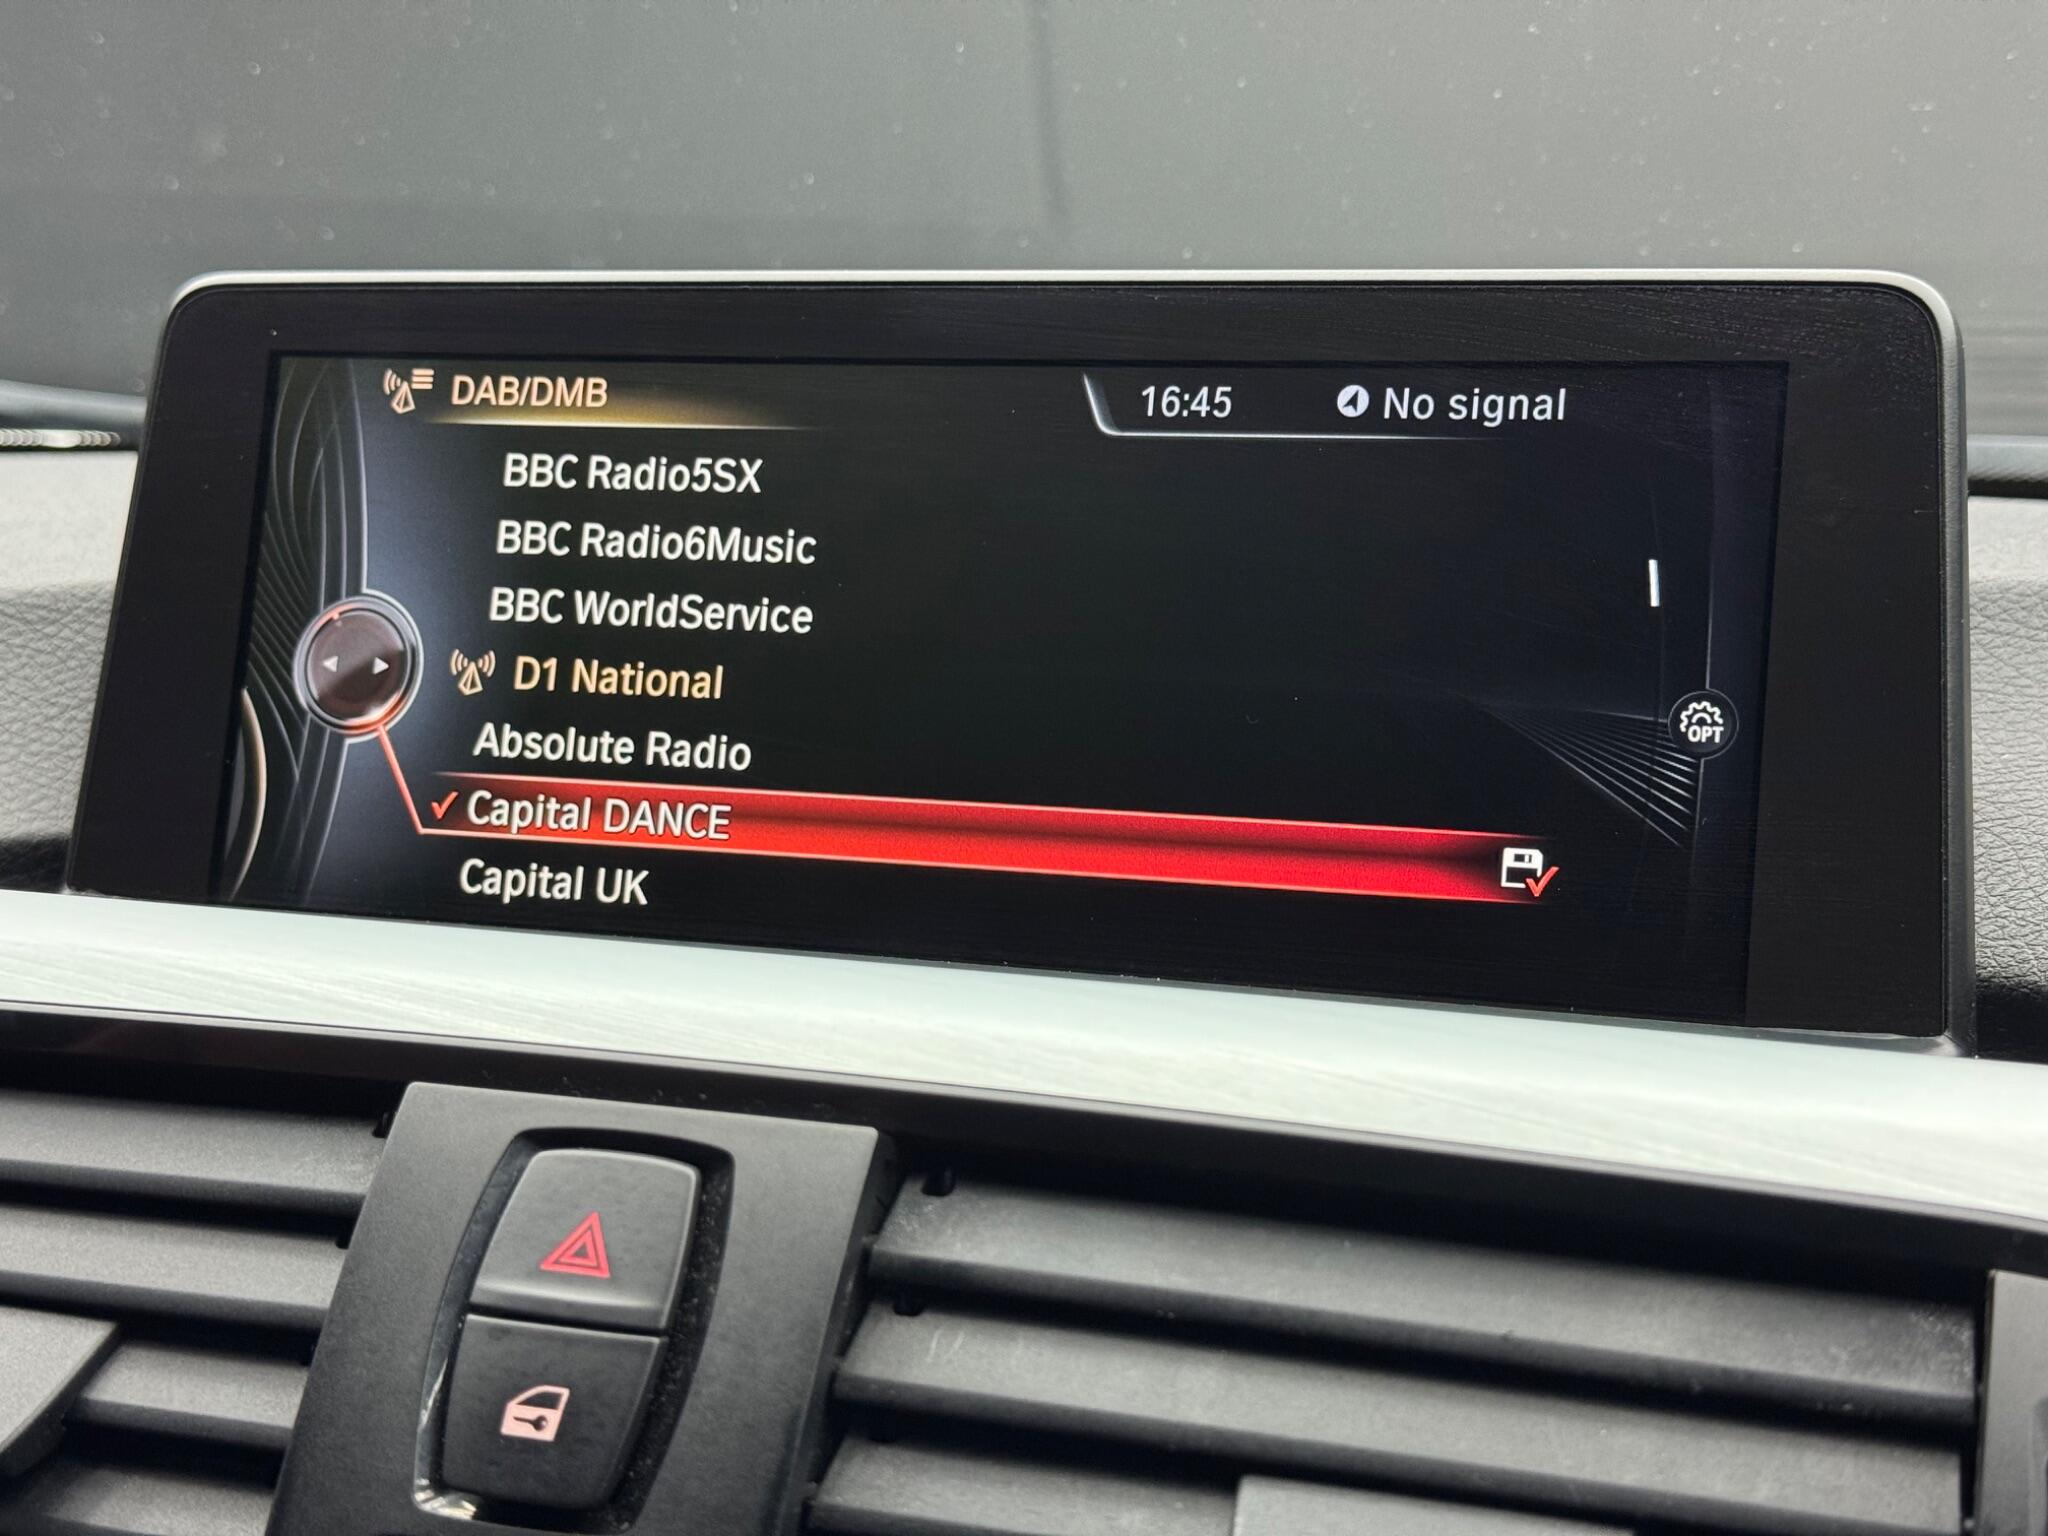 DAB/DMB
16:45
No signal
BBC Radio5SX
BBC Radio6Music
BBC WorldService
D1 National
Absolute Radio
OPT
Capital DANCE
Capital UK